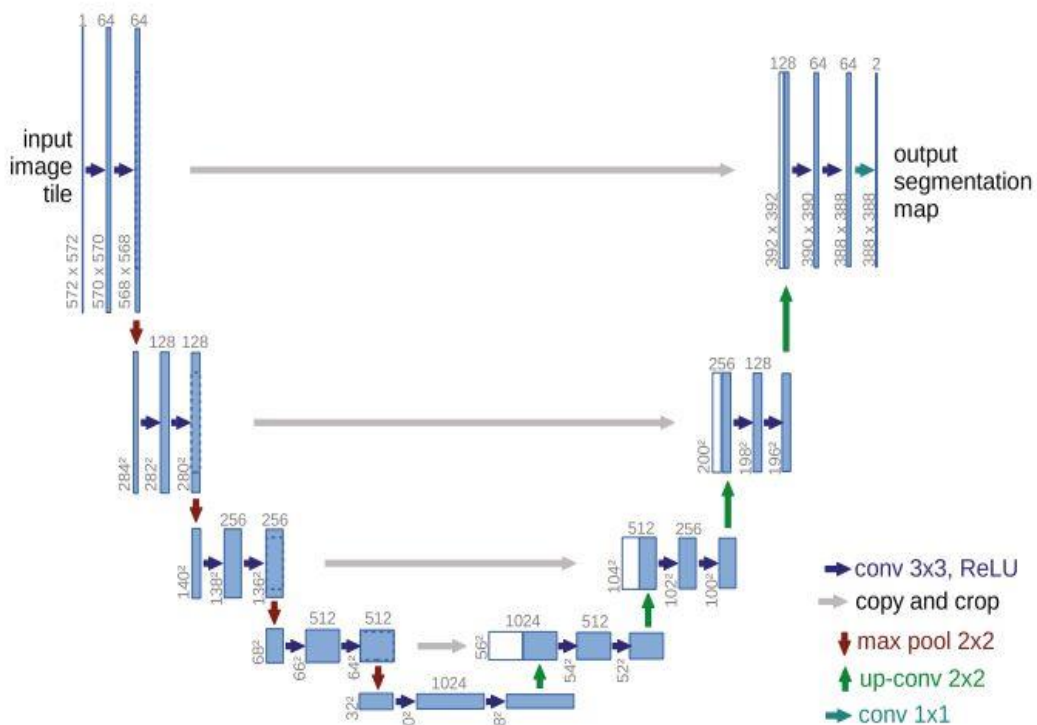 1 64 64
128 64 64 2
input
image
tile
output
segmentation
map
572 x 572
570 x 570
568 x 568
392 x 392
390 x 390
388 x 388
388 x 388
128 128
256 128
284²
282²
280²
200²
198²
196²
256 256
512 256
140²
138²
136²
104²
102²
100²
512 512
1024 512
68²
66²
64²
56²
54²
52²
1024
32²
0²
8²
conv 3x3, ReLU
copy and crop
max pool 2x2
up-conv 2x2
conv 1x1